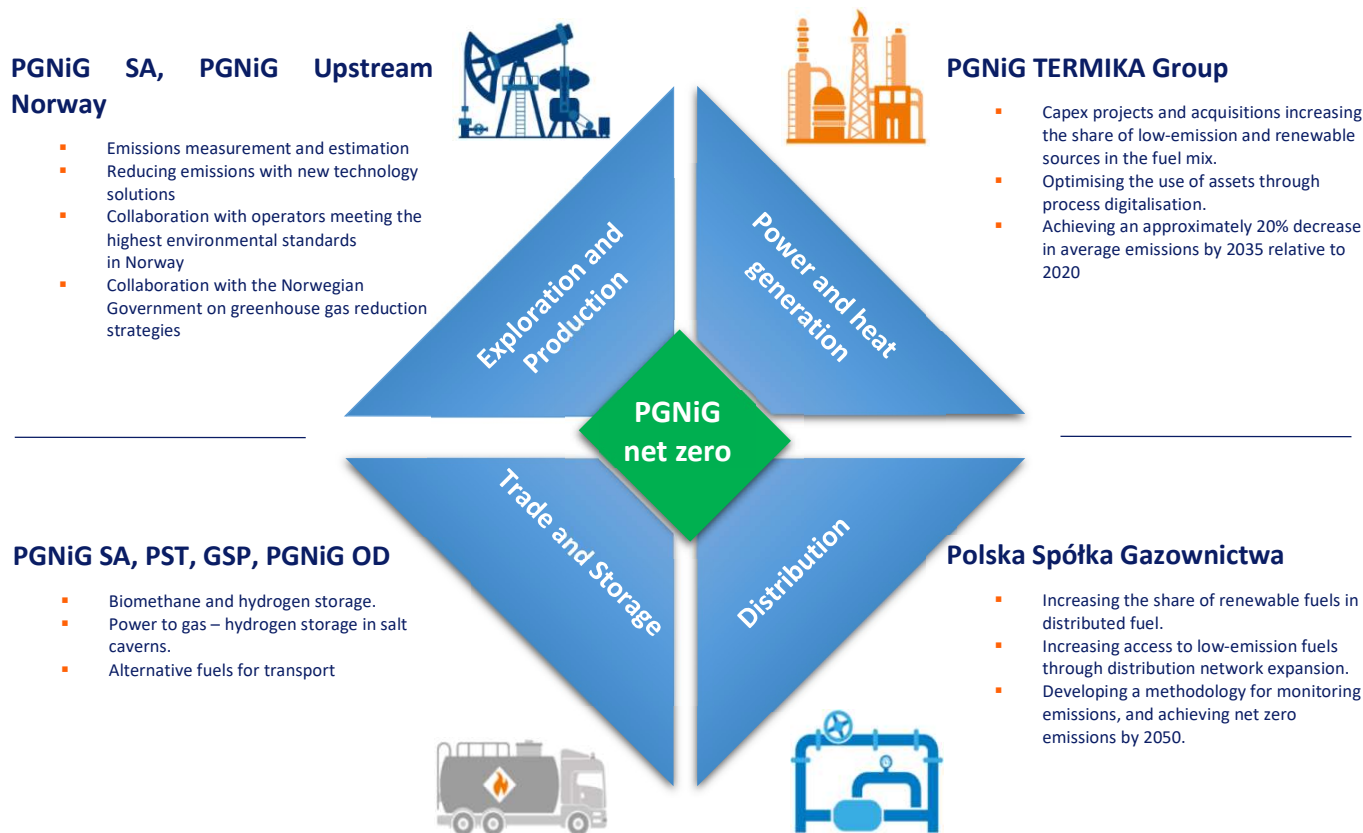 PGNiG SA, PGNiG Upstream
Norway
▪ Emissions measurement and estimation
▪ Reducing emissions with new technology
solutions
▪ Collaboration with operators meeting the
highest environmental standards
in Norway
▪ Collaboration with the Norwegian
Government on greenhouse gas reduction
strategies
PGNiG TERMIKA Group
▪ Capex projects and acquisitions increasing
the share of low-emission and renewable
sources in the fuel mix.
▪ Optimising the use of assets through
process digitalisation.
▪ Achieving an approximately 20% decrease
in average emissions by 2035 relative to
2020
Exploration and
Production
Power and heat
generation
PGNiG
net zero
Trade and Storage
Distribution
PGNiG SA, PST, GSP, PGNiG OD
▪ Biomethane and hydrogen storage.
▪ Power to gas – hydrogen storage in salt
caverns.
▪ Alternative fuels for transport
Polska Spółka Gazownictwa
▪ Increasing the share of renewable fuels in
distributed fuel.
▪ Increasing access to low-emission fuels
through distribution network expansion.
▪ Developing a methodology for monitoring
emissions, and achieving net zero
emissions by 2050.